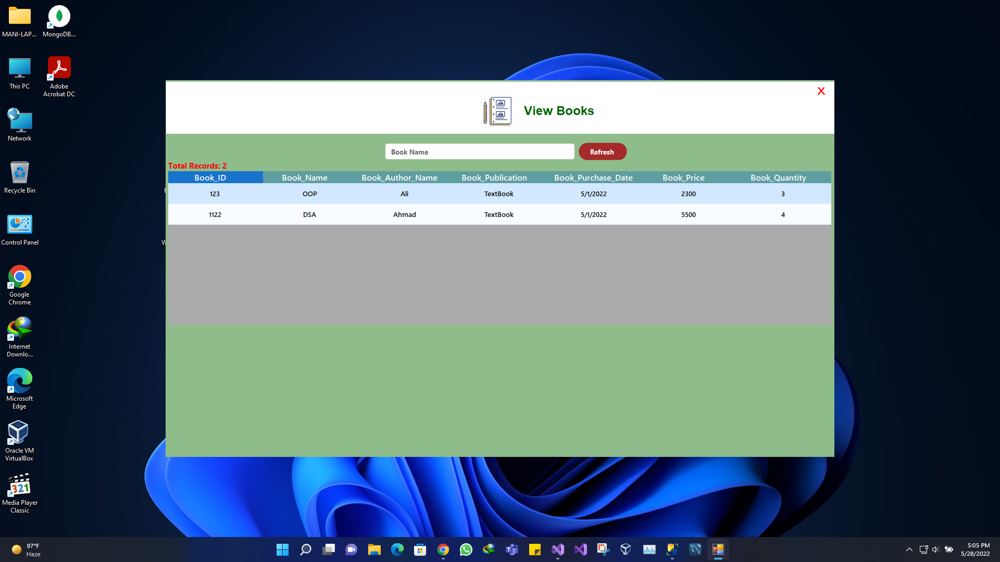 MANI-LAP...
MongoDB...
This PC
Adobe
Acrobat DC
Network
Recycle Bin
Control Panel
Google
Chrome
Internet
Downlo...
Microsoft
Edge
Oracle VM
VirtualBox
321
Media Player
Classic
X
View Books
Book Name
Refresh
Total Records: 2
Book_ID Book_Name Book_Author_Name Book_Publication Book_Purchase_Date Book_Price Book_Quantity
123 OOP Ali TextBook 5/1/2022 2300 3
1122 DSA Ahmad TextBook 5/1/2022 5500 4
97°F
Haze
5:05 PM
5/28/2022